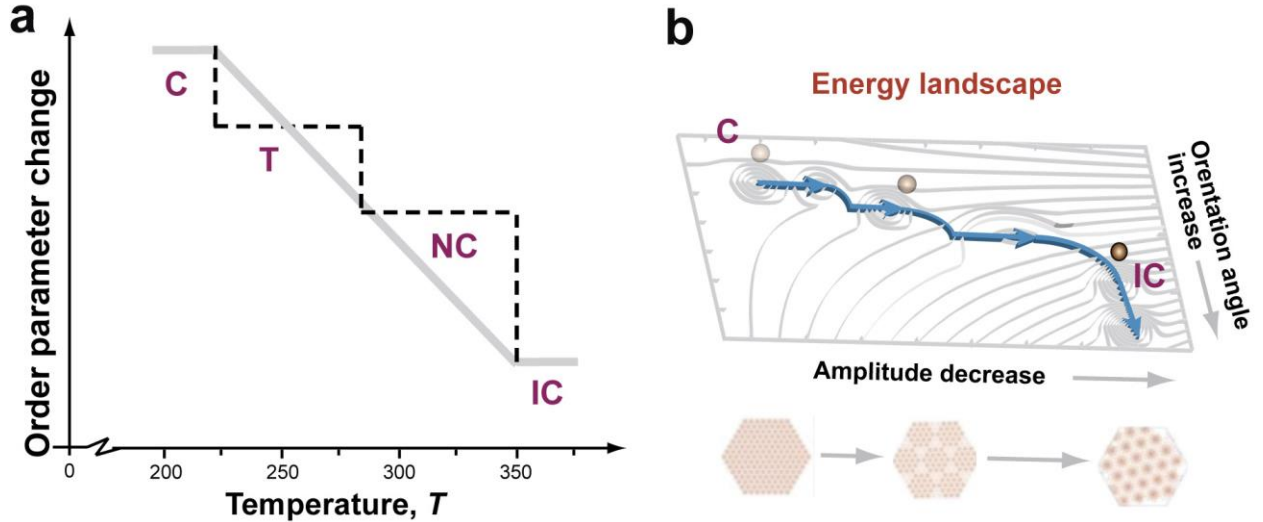 a
Order parameter change
C
T
NC
IC
0
200
250
300
350
Temperature, T
b
Energy landscape
C
IC
Orentation angle
increase
Amplitude decrease